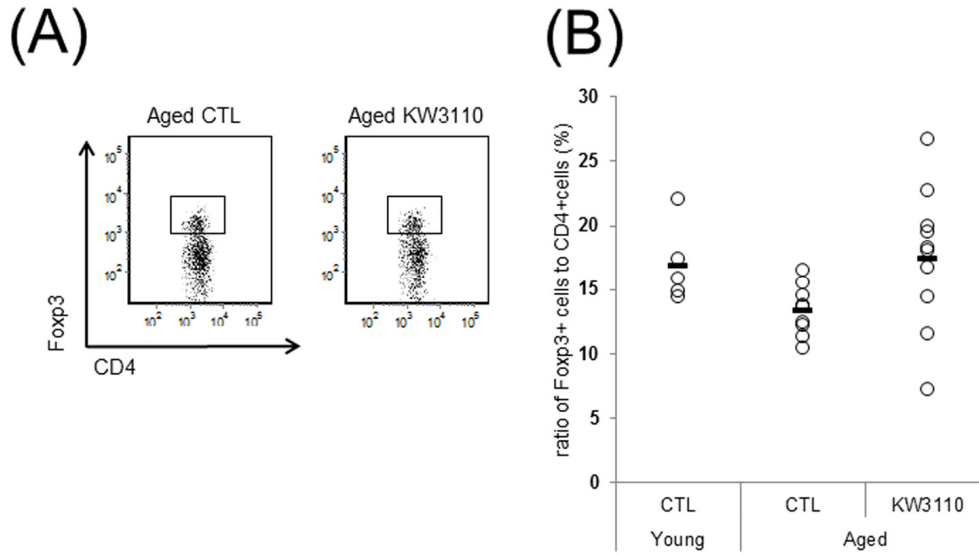 (A)
Aged CTL
Aged KW3110
10^5
10^4
10^3
10^2
10^2 10^3 10^4 10^5
10^5
10^4
10^3
10^2
10^2 10^3 10^4 10^5
Foxp3
CD4
(B)
ratio of Foxp3+ cells to CD4+cells (%)
30
25
20
15
10
5
0
CTL CTL KW3110
Young Aged